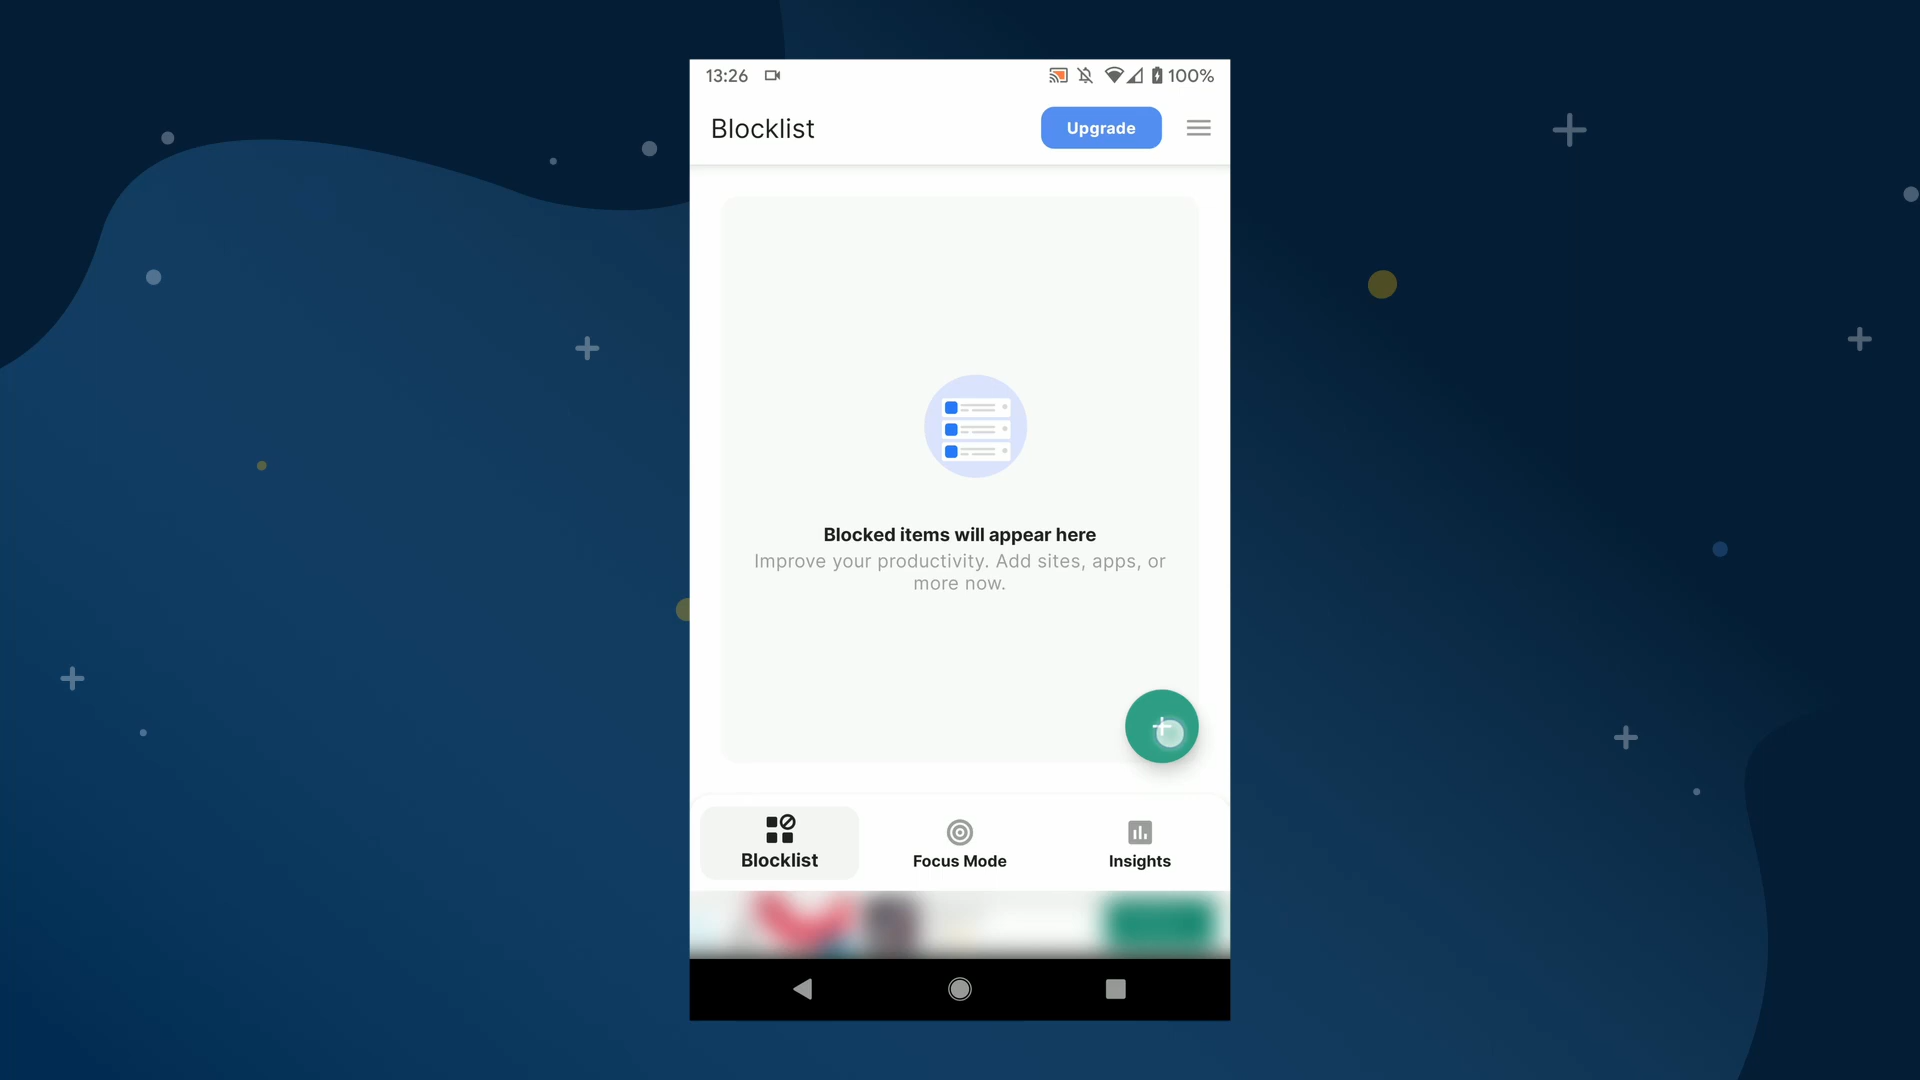 13:26
100%
Blocklist
Upgrade
Blocked items will appear here
Improve your productivity. Add sites, apps, or
more now.
Blocklist
Focus Mode
Insights